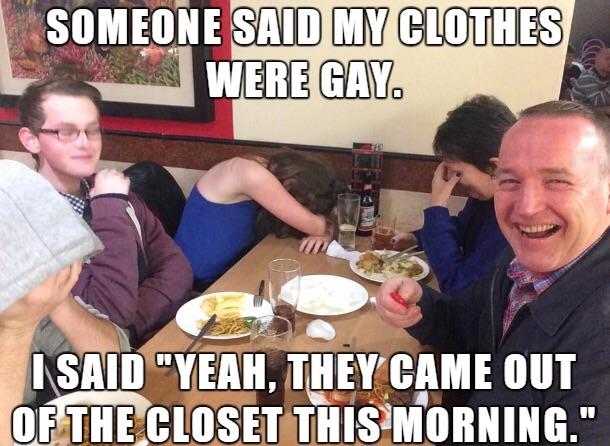 SOMEONE SAID MY CLOTHES
WERE GAY.
I SAID "YEAH, THEY CAME OUT
OF THE CLOSET THIS MORNING."